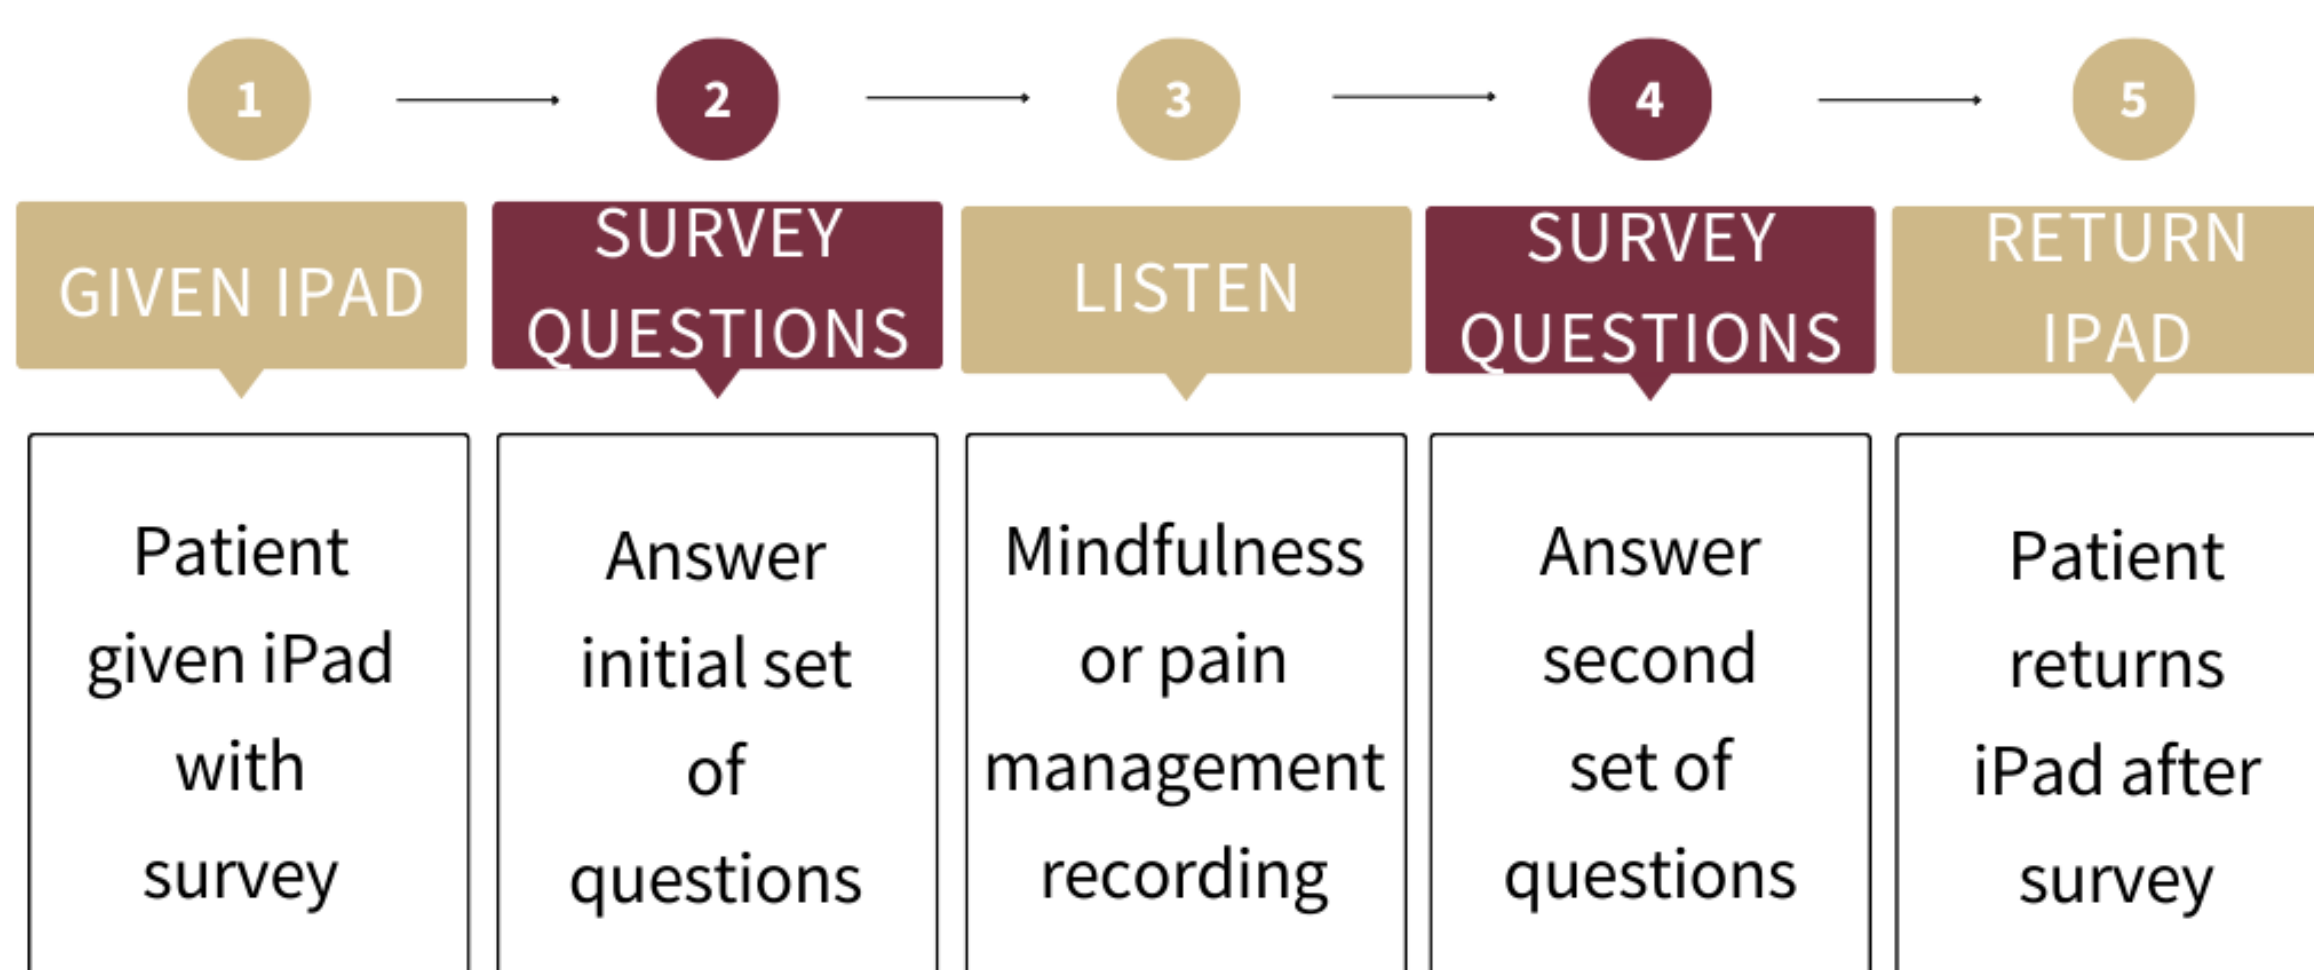 1
2
3
4
5
GIVEN IPAD
SURVEY
QUESTIONS
LISTEN
SURVEY
QUESTIONS
RETURN
IPAD
Patient
given iPad
with
survey
Answer
initial set
of
questions
Mindfulness
or pain
management
recording
Answer
second
set of
questions
Patient
returns
iPad after
survey